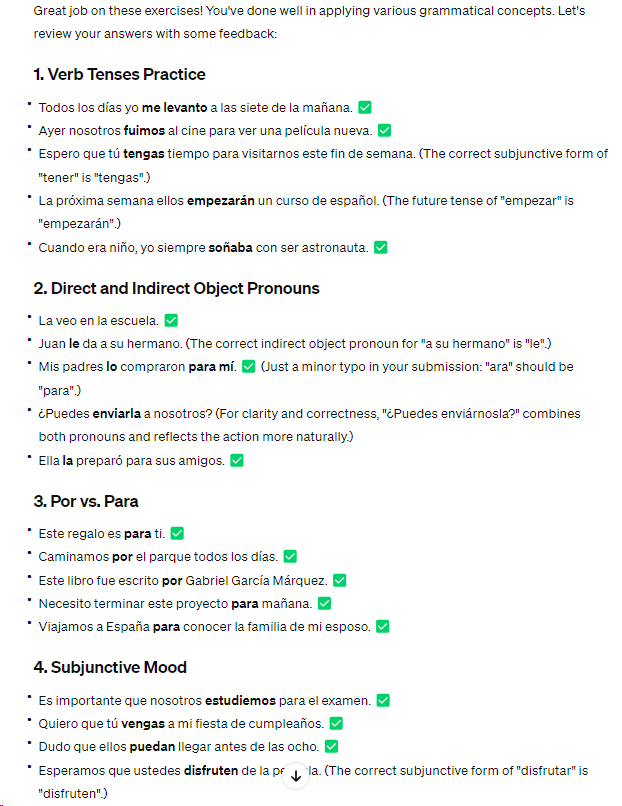 Great job on these exercises! You've done well in applying various grammatical concepts. Let's
review your answers with some feedback:
1. Verb Tenses Practice
• Todos los días yo me levanto a las siete de la mañana. ✅
• Ayer nosotros fuimos al cine para ver una película nueva. ✅
• Espero que tú tengas tiempo para visitarnos este fin de semana. (The correct subjunctive form of
"tener" is "tengas".)
• La próxima semana ellos empezarán un curso de español. (The future tense of "empezar" is
"empezarán".)
• Cuando era niño, yo siempre soñaba con ser astronauta. ✅
2. Direct and Indirect Object Pronouns
• La veo en la escuela. ✅
• Juan le da a su hermano. (The correct indirect object pronoun for "a su hermano" is "le".)
• Mis padres lo compraron para mí. ✅ (Just a minor typo in your submission: "ara" should be
"para".)
• ¿Puedes enviarla a nosotros? (For clarity and correctness, "¿Puedes enviárnosla?" combines
both pronouns and reflects the action more naturally.)
• Ella la preparó para sus amigos. ✅
3. Por vs. Para
• Este regalo es para ti. ✅
• Caminamos por el parque todos los días. ✅
• Este libro fue escrito por Gabriel García Márquez. ✅
• Necesito terminar este proyecto para mañana. ✅
• Viajamos a España para conocer la familia de mi esposo. ✅
4. Subjunctive Mood
• Es importante que nosotros estudiemos para el examen. ✅
• Quiero que tú vengas a mi fiesta de cumpleaños. ✅
• Dudo que ellos puedan llegar antes de las ocho. ✅
• Esperamos que ustedes disfruten de la (The correct subjunctive form of "disfrutar" is
"disfruten".)